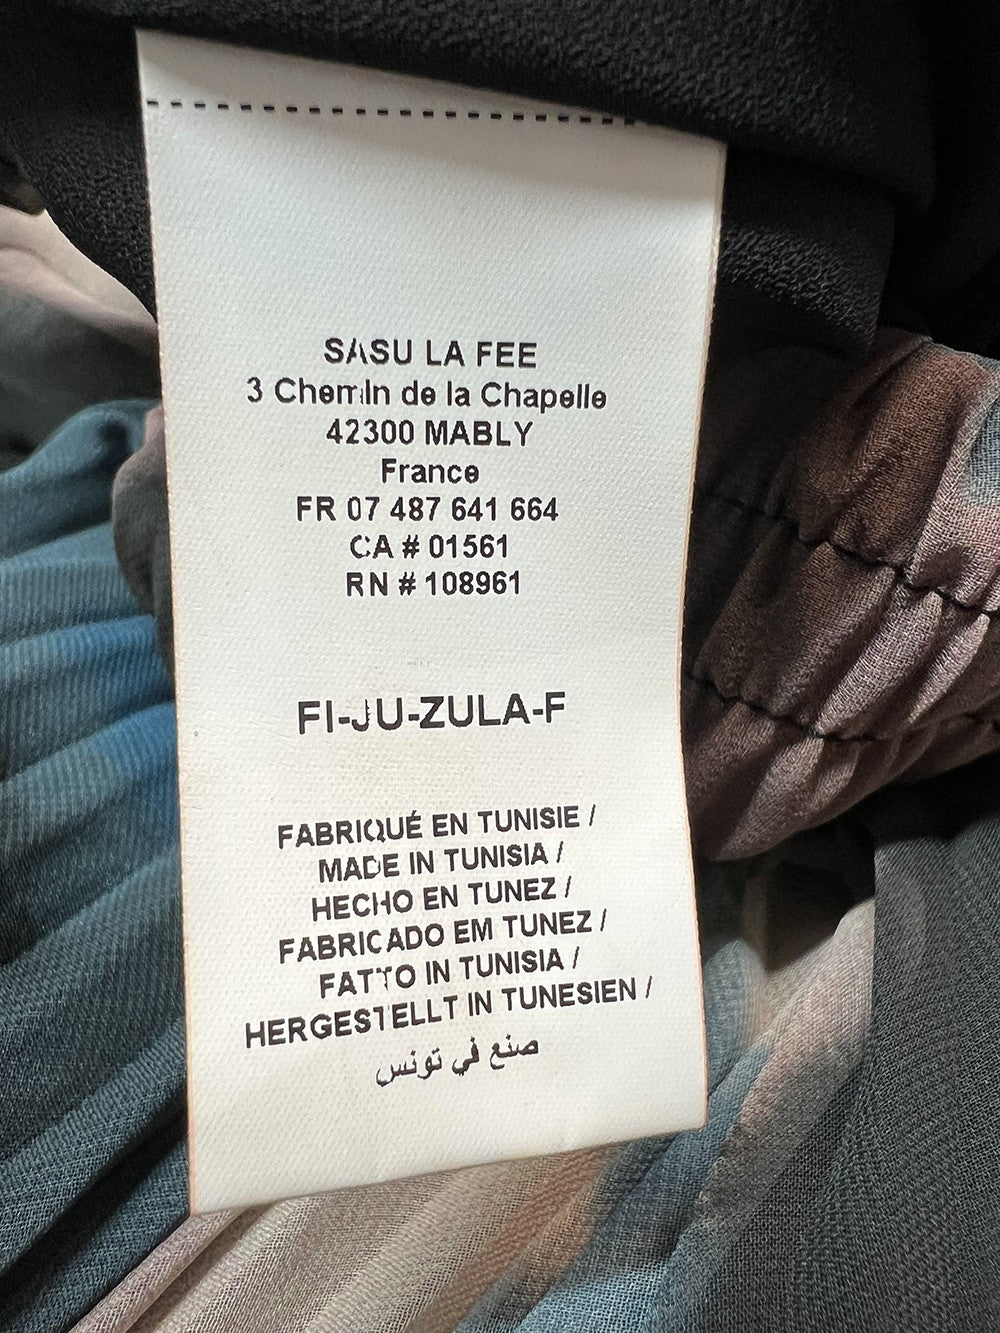 SASU LA FEE
3 Chemin de la Chapelle
42300 MABLY
France
FR 07 487 641 664
CA # 01561
RN # 108961
FI-JU-ZULA-F
FABRIQUÉ EN TUNISIE /
MADE IN TUNISIA /
HECHO EN TUNEZ /
FABRICADO EM TUNEZ /
FATTO IN TUNISIA /
HERGESTELLT IN TUNESIEN /
صنع في تونس